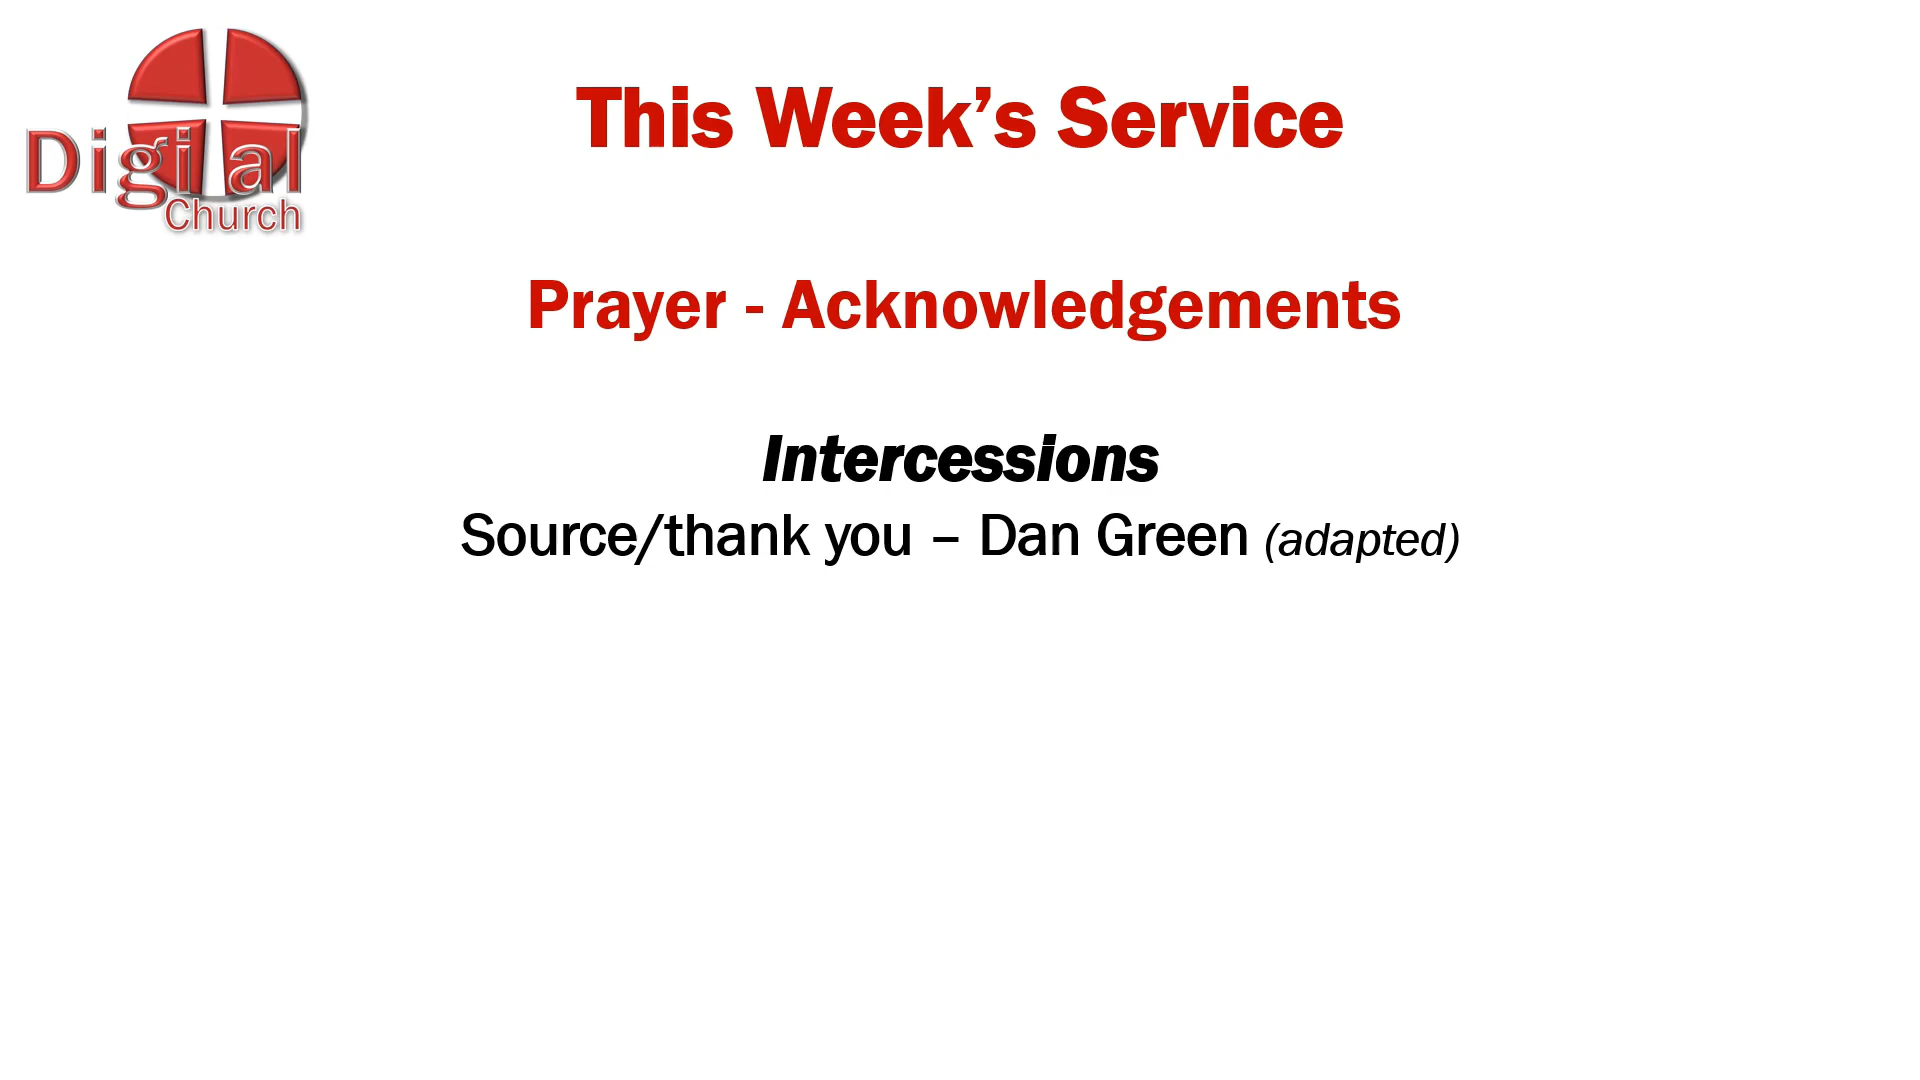 Digital
Church
This Week’s Service
Prayer - Acknowledgements
Intercessions
Source/thank you – Dan Green (adapted)